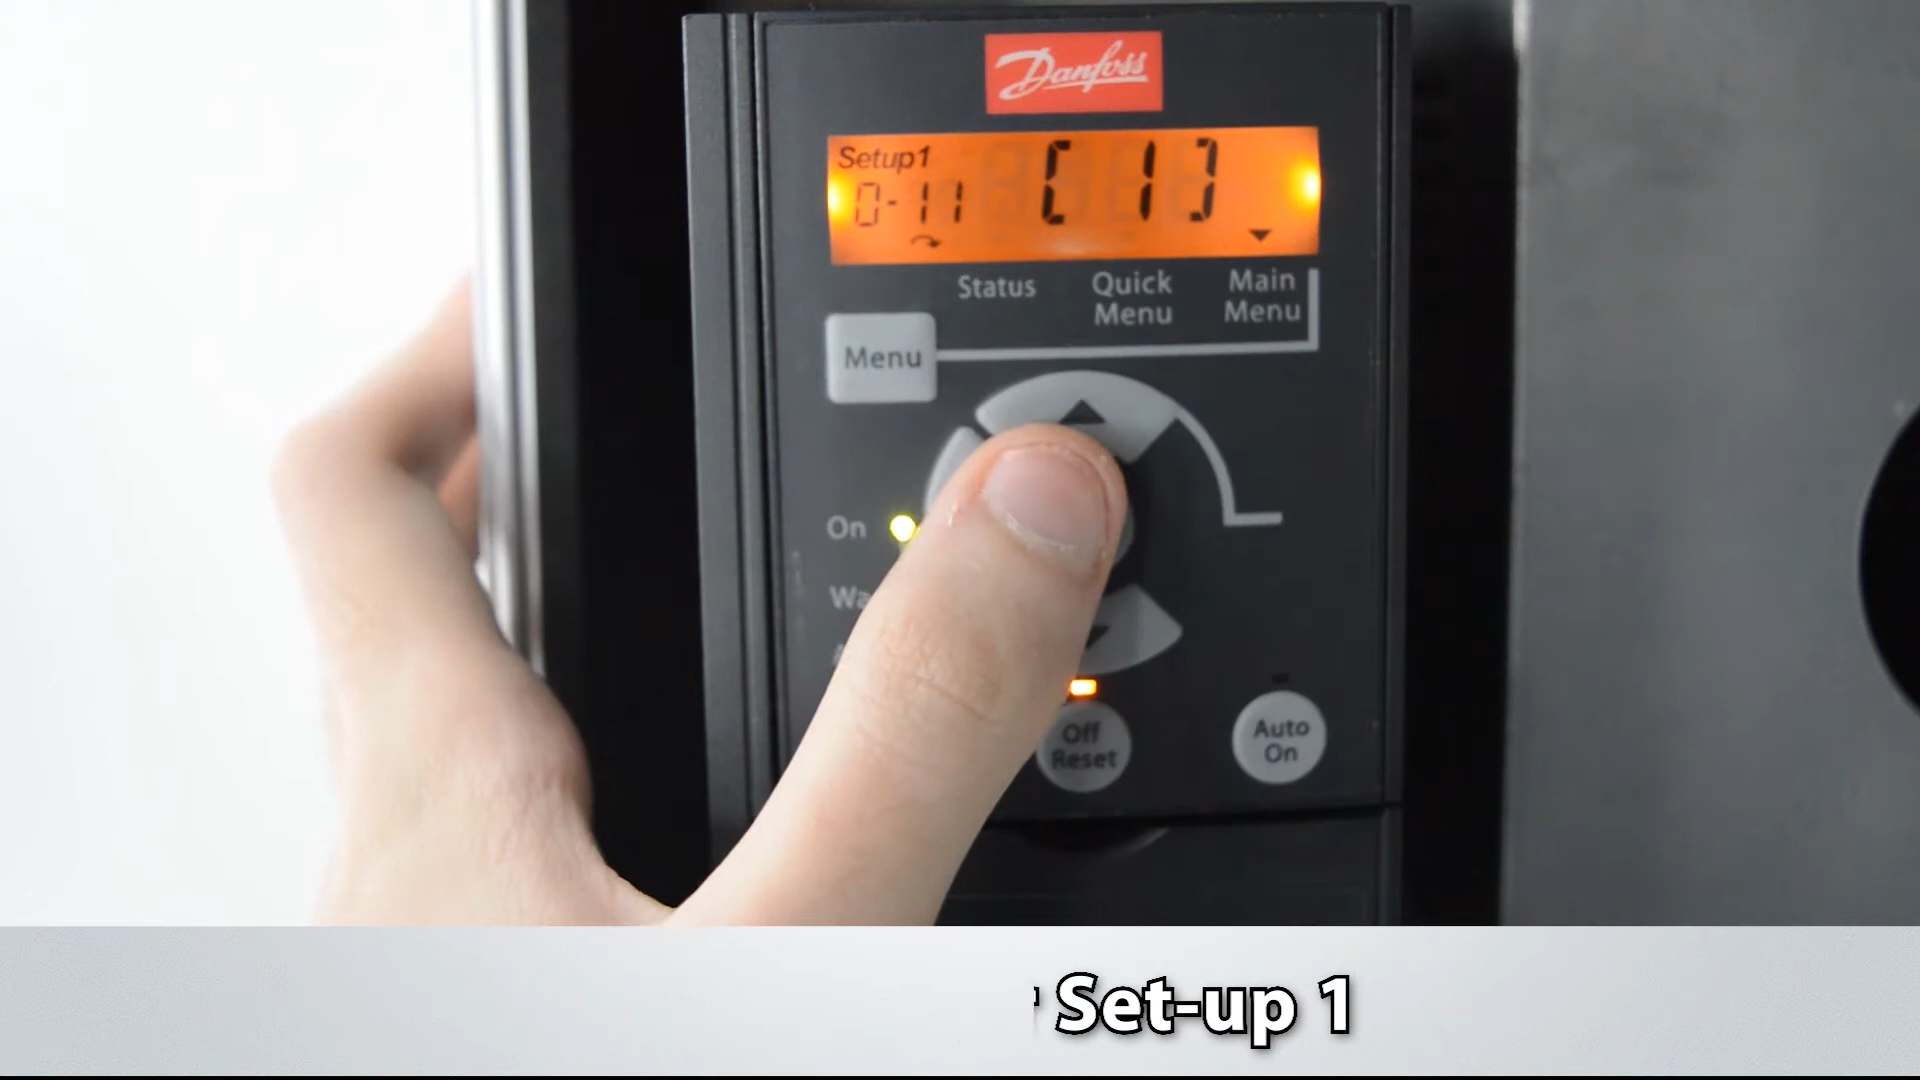 Danfoss
Setup1
0-11 [1]
Status
Quick Menu
Main Menu
Menu
On
Off Reset
Auto On
Set-up 1